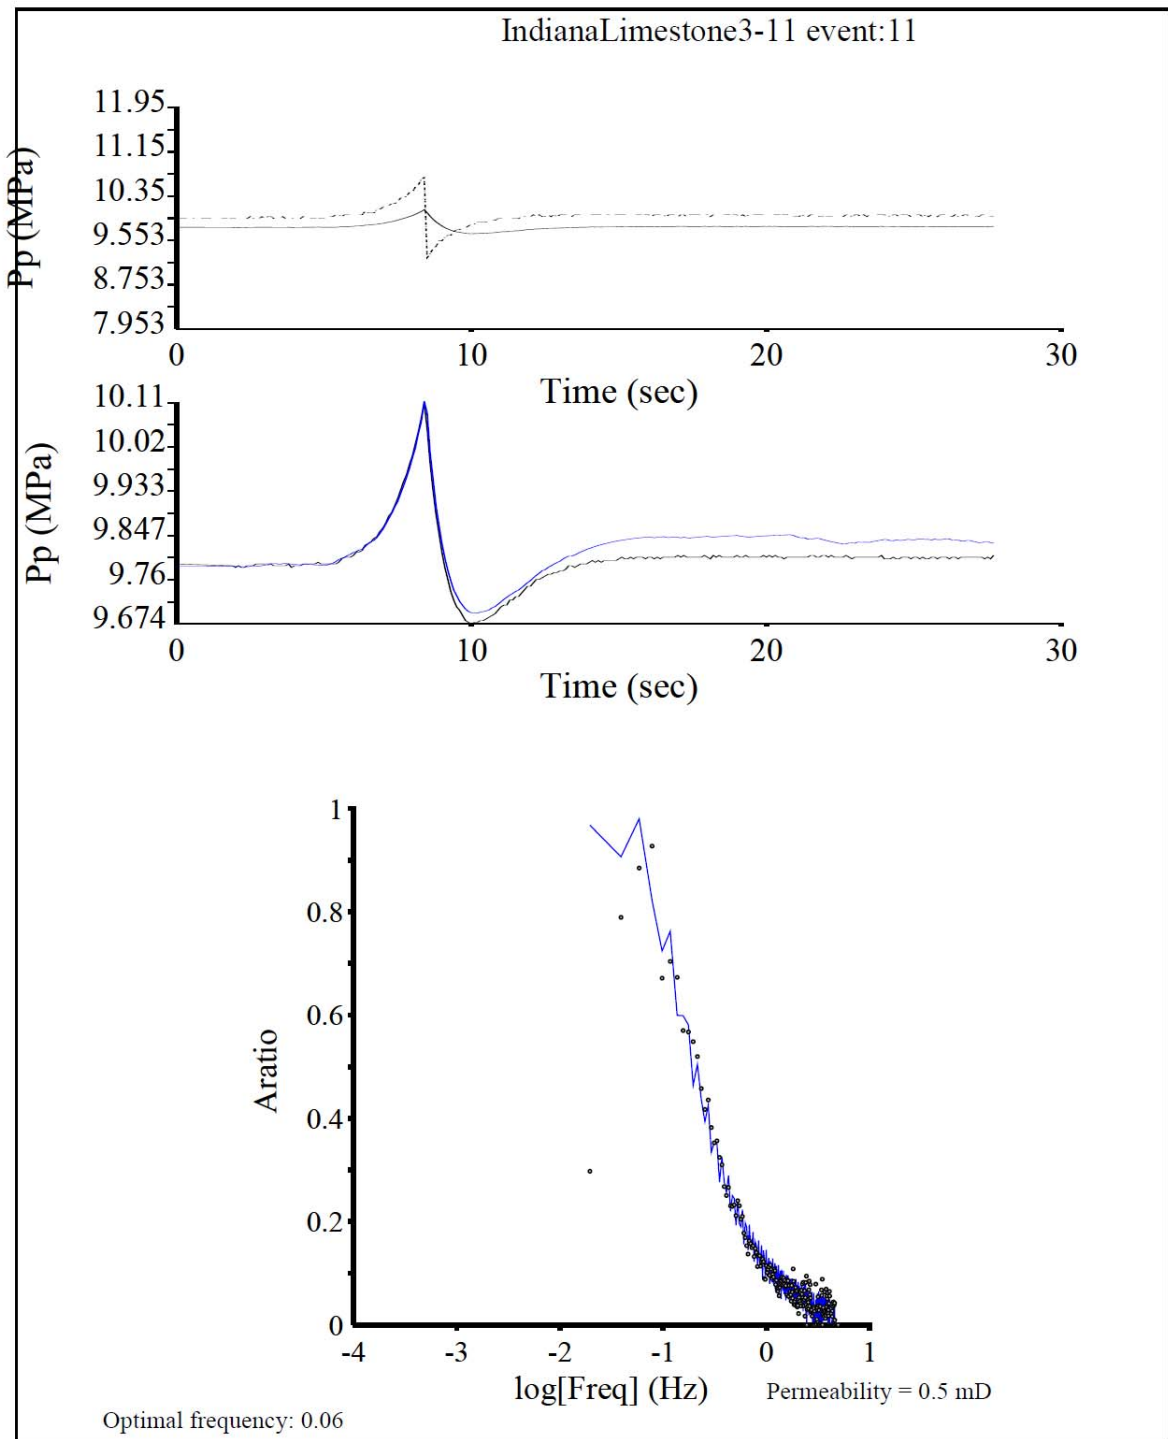 IndianaLimestone3-11 event:11
11.95
11.15
10.35
9.553
8.753
7.953
Pp (MPa)
0 10 20 30
Time (sec)
10.11
10.02
9.933
9.847
9.76
9.674
Pp (MPa)
0 10 20 30
Time (sec)
1
0.8
0.6
0.4
0.2
0
Aratio
-4 -3 -2 -1 0 1
log[Freq] (Hz)
Permeability = 0.5 mD
Optimal frequency: 0.06